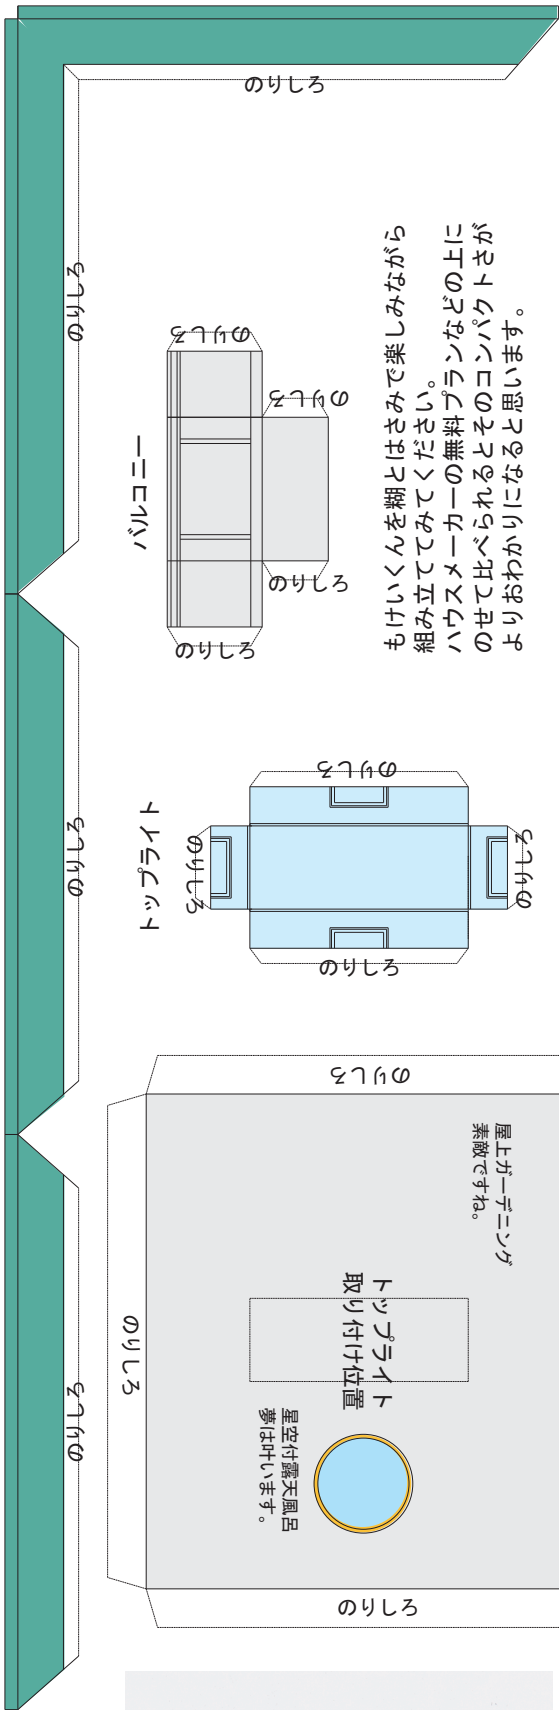 のりしろ
のりしろ
のりしろ
のりしろ
もけいくんを糊とはさみで楽しみながら
組み立ててみてください。
ハウスメーカーの無料プランなどの上に
のせて比べられるとそのコンパクトさが
よりおわかりになると思います。
バルコニー
のりしろ
のりしろ
のりしろ
のりしろ
トップライト
のりしろ
のりしろ
のりしろ
のりしろ
のりしろ
のりしろ
のりしろ
屋上ガーデニング
素敵ですね。
トップライト
取り付け位置
星空付露天風呂
夢は叶います。